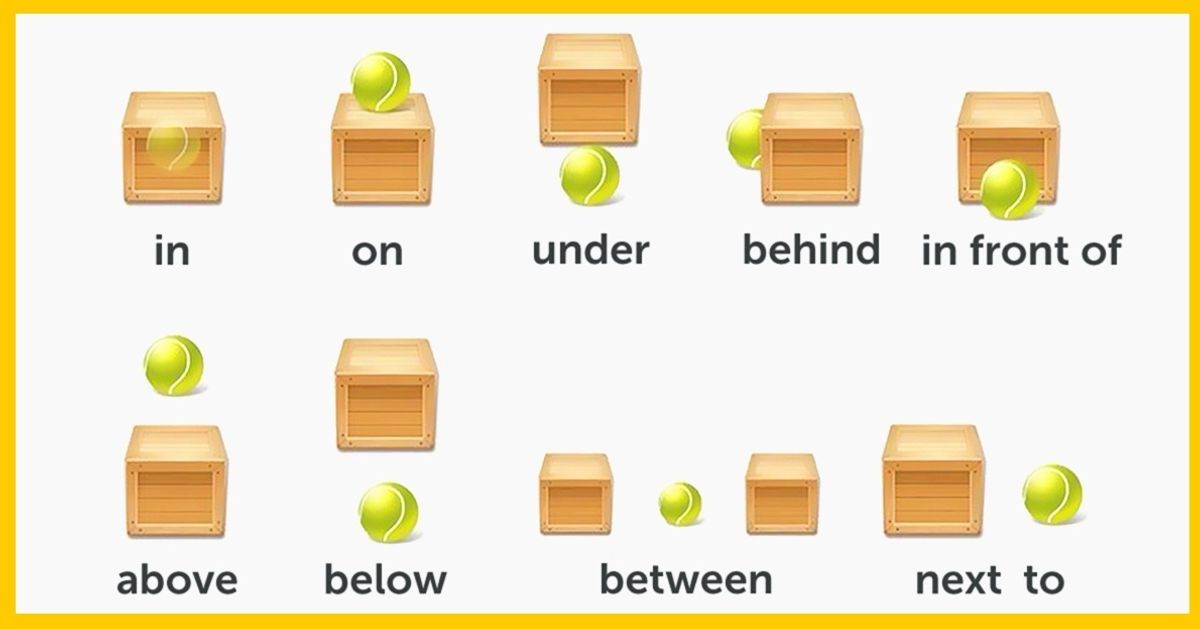 in on under behind in front of
above below between next to